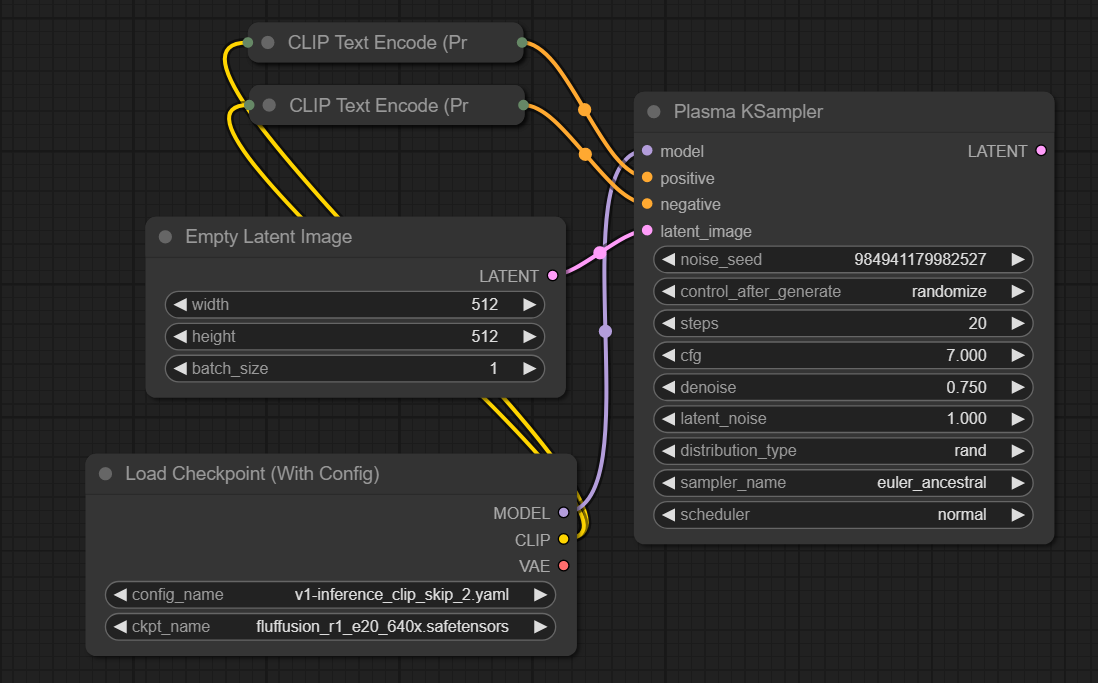 CLIP Text Encode (Pr
CLIP Text Encode (Pr
Empty Latent Image
LATENT
width 512
height 512
batch_size 1
Load Checkpoint (With Config)
MODEL
CLIP
VAE
config_name v1-inference_clip_skip_2.yaml
ckpt_name fluffusion_r1_e20_640x.safetensors
Plasma KSampler
model LATENT
positive
negative
latent_image
noise_seed 984941179982527
control_after_generate randomize
steps 20
cfg 7.000
denoise 0.750
latent_noise 1.000
distribution_type rand
sampler_name euler_ancestral
scheduler normal